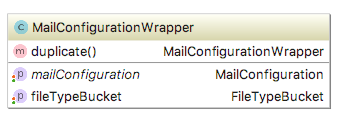 C MailConfigurationWrapper
m duplicate() MailConfigurationWrapper
p mailConfiguration MailConfiguration
p fileTypeBucket FileTypeBucket